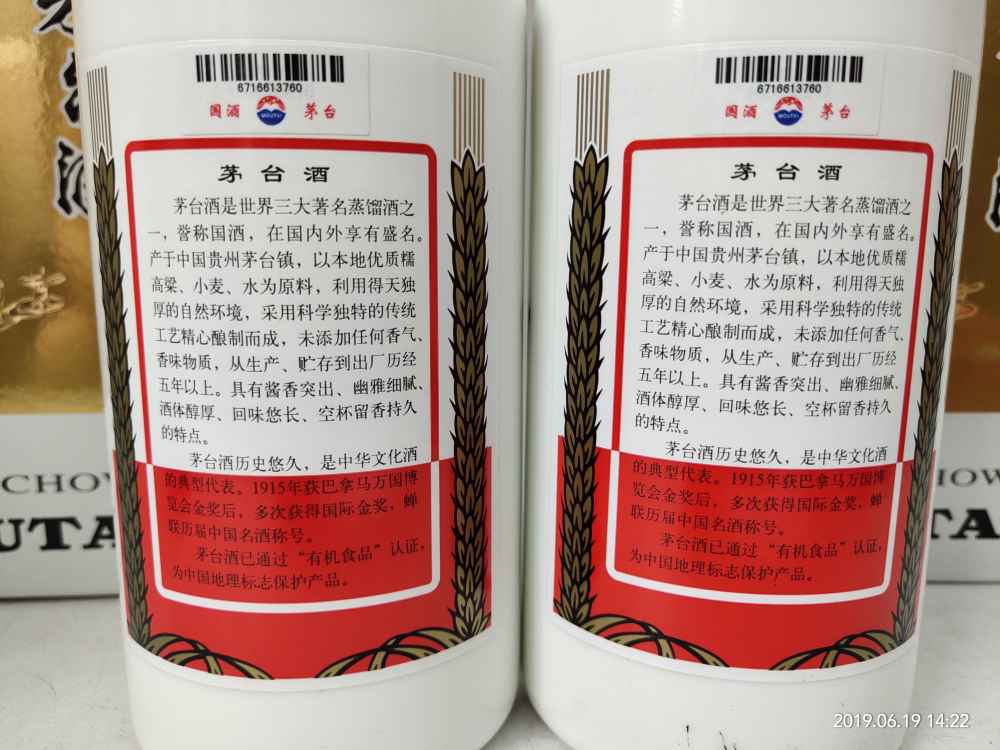 酒
6716613760
国酒 MOUTAI 茅台
茅台酒
茅台酒是世界三大著名蒸馏酒之
一，誉称国酒，在国内外享有盛名。
产于中国贵州茅台镇，以本地优质糯
高粱、小麦、水为原料，利用得天独
厚的自然环境，采用科学独特的传统
工艺精心酿制而成，未添加任何香气、
香味物质，从生产、贮存到出厂历经
五年以上。具有酱香突出、幽雅细腻、
酒体醇厚、回味悠长、空杯留香持久
的特点。
茅台酒历史悠久，是中华文化酒
的典型代表。1915年获巴拿马万国博
览会金奖后，多次获得国际金奖，蝉
联历届中国名酒称号。
茅台酒已通过“有机食品”认证，
为中国地理标志保护产品。
6716613760
国酒 MOUTAI 茅台
茅台酒
茅台酒是世界三大著名蒸馏酒之
一，誉称国酒，在国内外享有盛名。
产于中国贵州茅台镇，以本地优质糯
高粱、小麦、水为原料，利用得天独
厚的自然环境，采用科学独特的传统
工艺精心酿制而成，未添加任何香气、
香味物质，从生产、贮存到出厂历经
五年以上。具有酱香突出、幽雅细腻、
酒体醇厚、回味悠长、空杯留香持久
的特点。
茅台酒历史悠久，是中华文化酒
的典型代表。1915年获巴拿马万国博
览会金奖后，多次获得国际金奖，蝉
联历届中国名酒称号。
茅台酒已通过“有机食品”认证，
为中国地理标志保护产品。
CHOW
UTA
HOW
UTA
2019.06.19 14:22